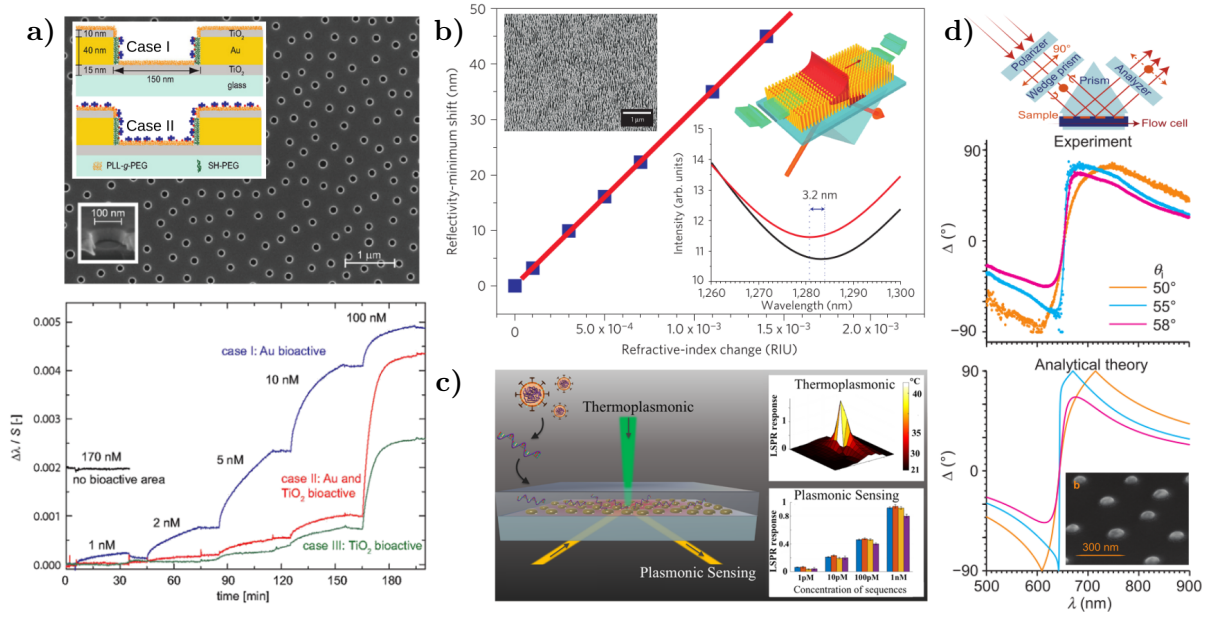 a)
10 nm
Case I
TiO2
40 nm
Au
15 nm
TiO2
150 nm
glass
Case II
PLL-g-PEG
SH-PEG
100 nm
1 µm
0.005
100 nM
case I: Au bioactive
0.004
10 nM
Δλ / S [-]
0.003
5 nM
170 nM
0.002
no bioactive area
case II: Au and
TiO2 bioactive
2 nM
0.001
1 nM
case III: TiO2 bioactive
0.000
0
30
60
90
120
150
180
time [min]
b)
50
45
40
35
30
25
20
10
0
Reflectivity-minimum shift (nm)
1 µm
15
14
13
12
11
10
Intensity (arb. units)
3.2 nm
1,260
1,270
1,280
1,290
1,300
Wavelength (nm)
0
5.0 × 10⁻⁴
1.0 × 10⁻³
1.5 × 10⁻³
2.0 × 10⁻³
Refractive-index change (RIU)
c)
Thermoplasmonic
Plasmonic Sensing
Thermoplasmonic
°C
40
35
30
21
LSPR response
1
0
Plasmonic Sensing
LSPR response
0.8
0.4
0
1pM
10pM
100pM
1nM
Concentration of sequences
d)
Polarizer
90°
Wedge prism
Prism
Analyzer
Sample
Flow cell
Experiment
90
0
-90
Δ (°)
θi
50°
55°
58°
Analytical theory
90
0
-90
Δ (°)
b
300 nm
500
600
700
800
900
λ (nm)